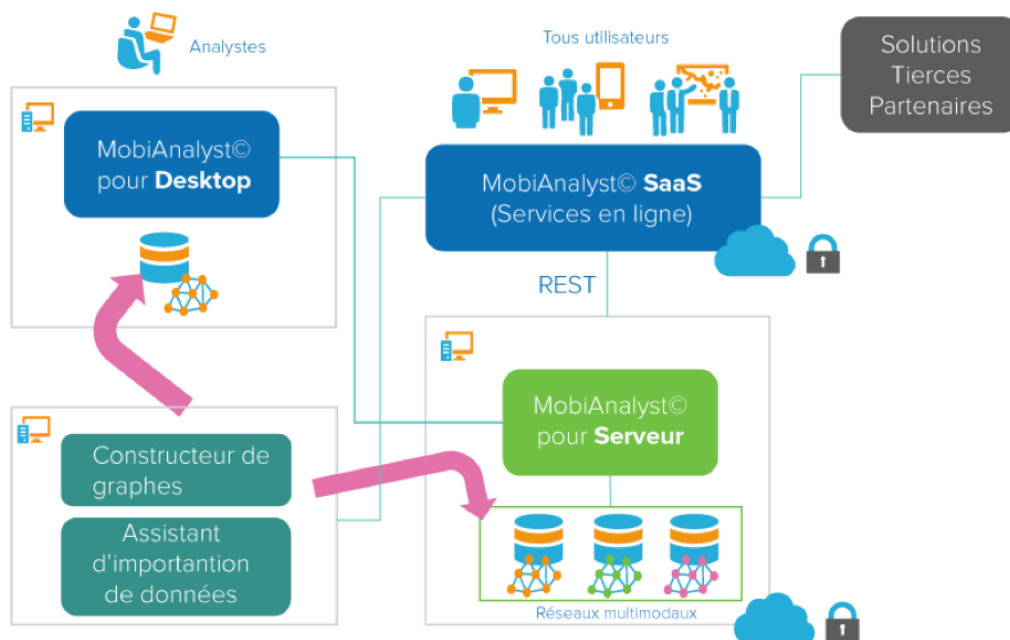 Analystes
Tous utilisateurs
Solutions
Tierces
Partenaires
MobiAnalyst©
pour Desktop
MobiAnalyst© SaaS
(Services en ligne)
REST
MobiAnalyst©
pour Serveur
Constructeur de
graphes
Assistant
d'importantion
de données
Réseaux multimodaux